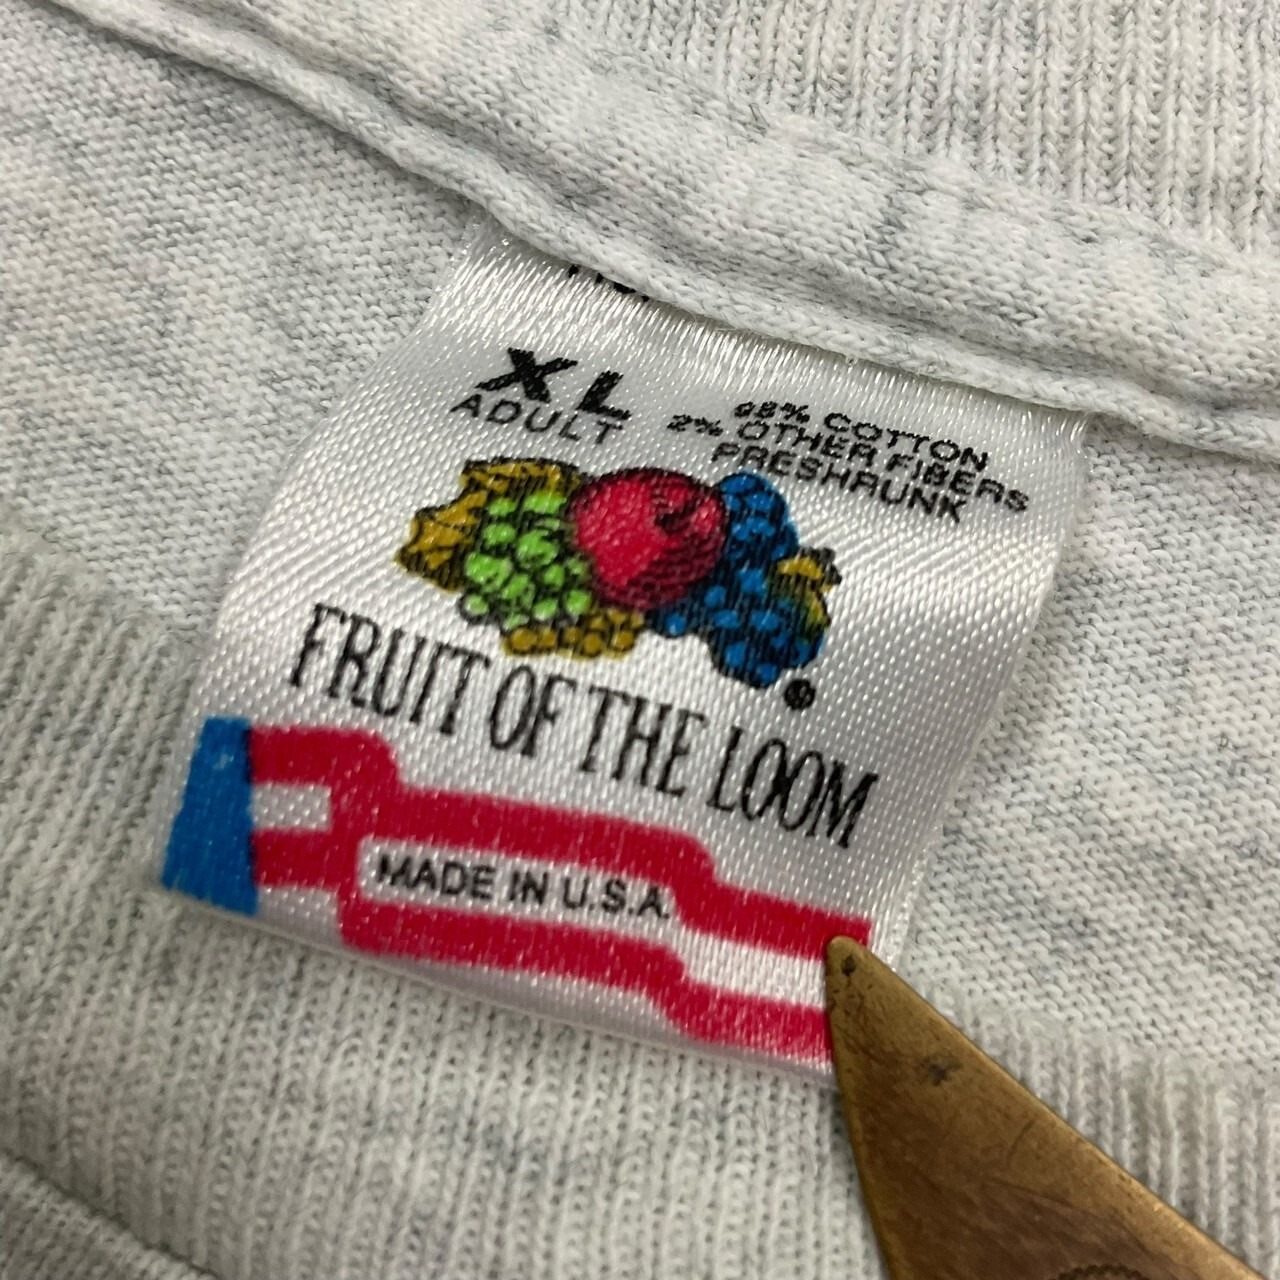 XL
ADULT
98% COTTON
2% OTHER FIBERS
PRESHRUNK
®
FRUIT OF THE LOOM
MADE IN U.S.A.